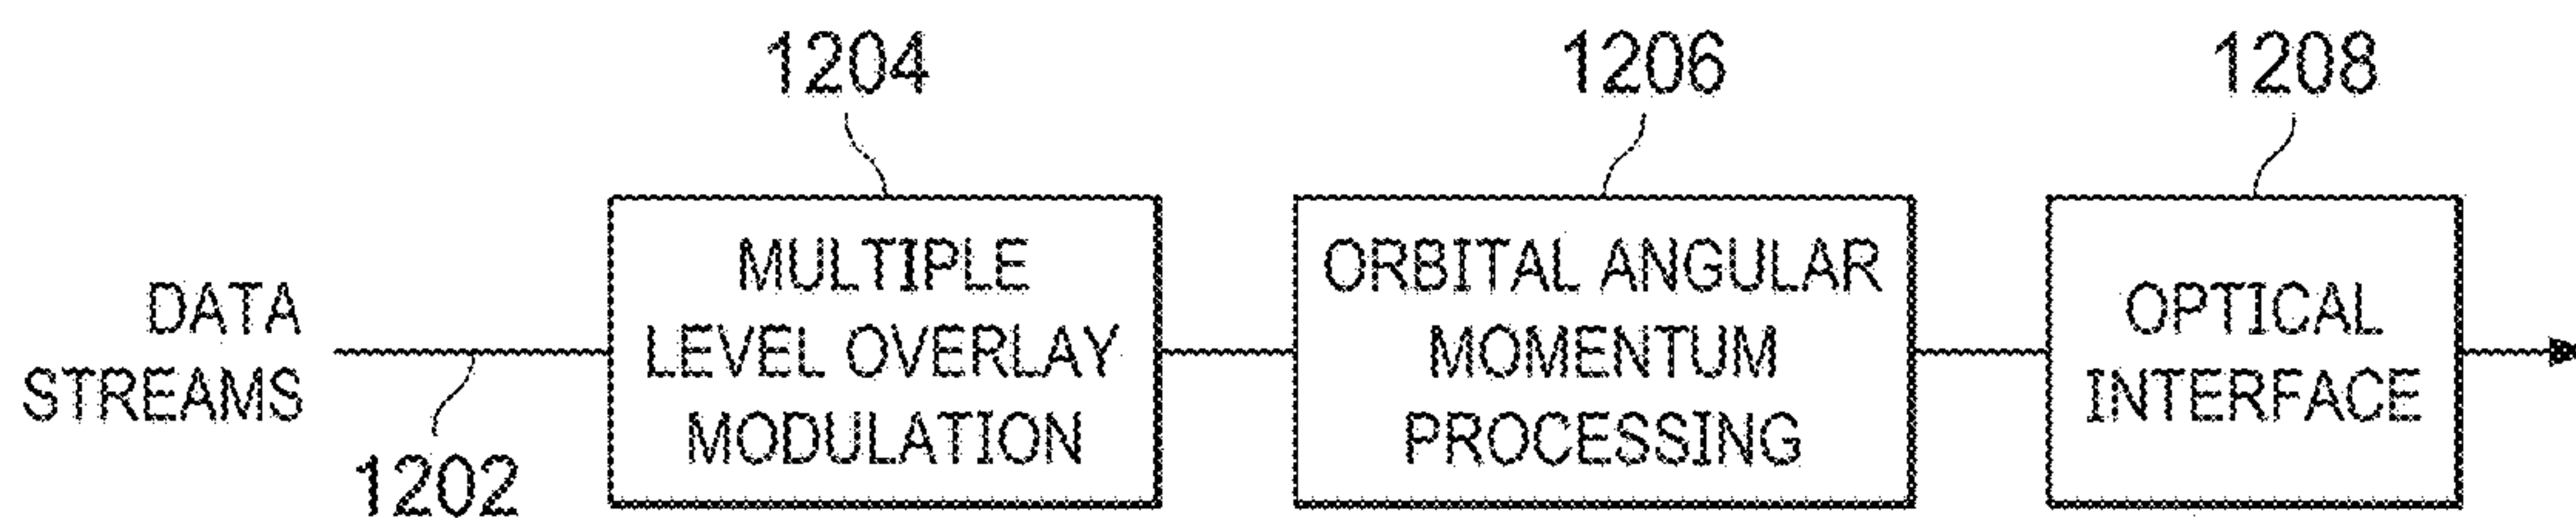 1204
1206
1208
DATA
STREAMS
1202
MULTIPLE
LEVEL OVERLAY
MODULATION
ORBITAL ANGULAR
MOMENTUM
PROCESSING
OPTICAL
INTERFACE